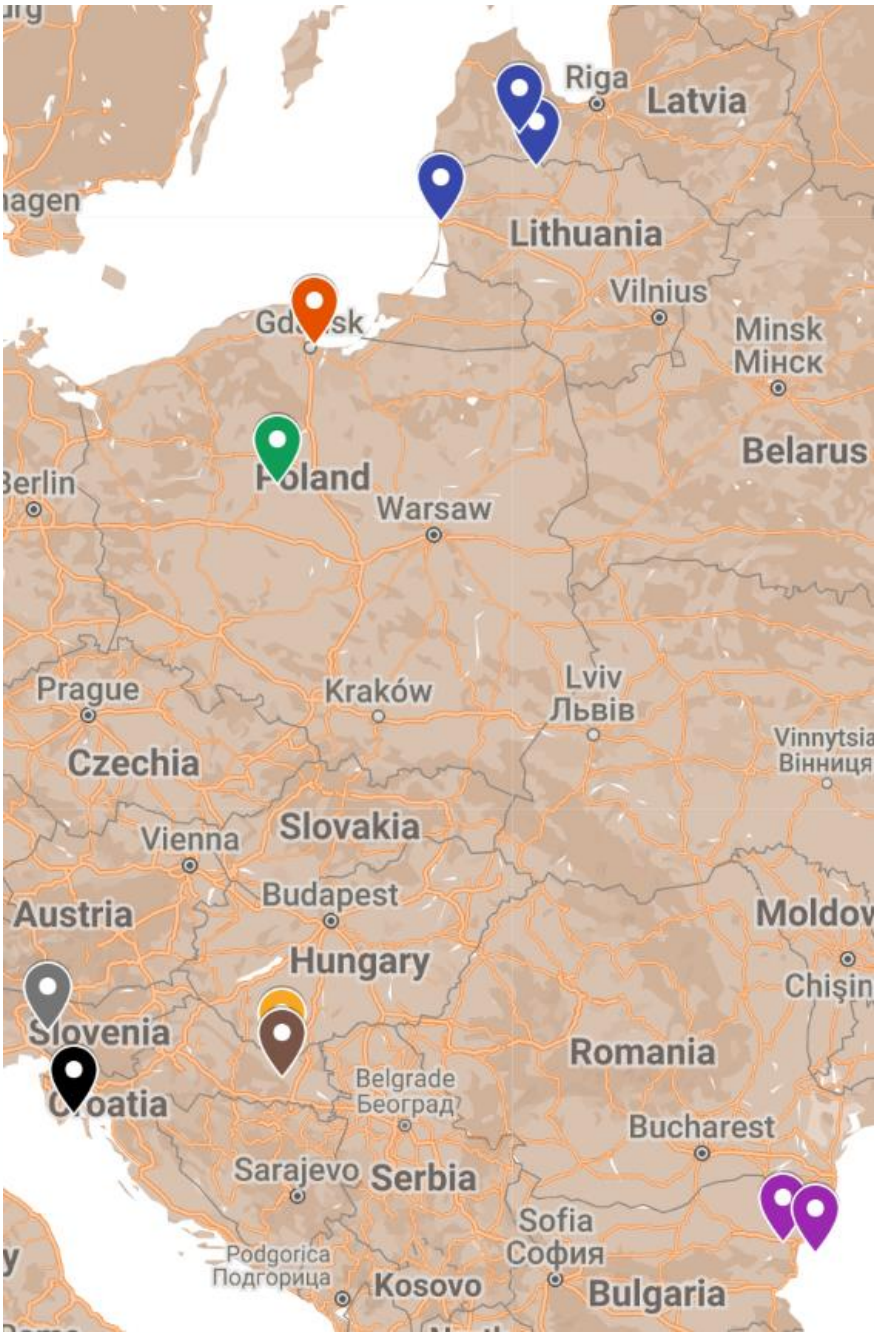 Riga
Latvia
hagen
Lithuania
Vilnius
Gdańsk
Minsk
Мінск
Belarus
Berlin
Poland
Warsaw
Prague
Kraków
Lviv
Львів
Czechia
Vinnytsia
Вінниця
Slovakia
Vienna
Budapest
Austria
Moldov
Hungary
Chişin
Slovenia
Romania
Belgrade
Београд
Croatia
Bucharest
Sarajevo
Serbia
Sofia
София
Podgorica
Подгорица
Kosovo
Bulgaria